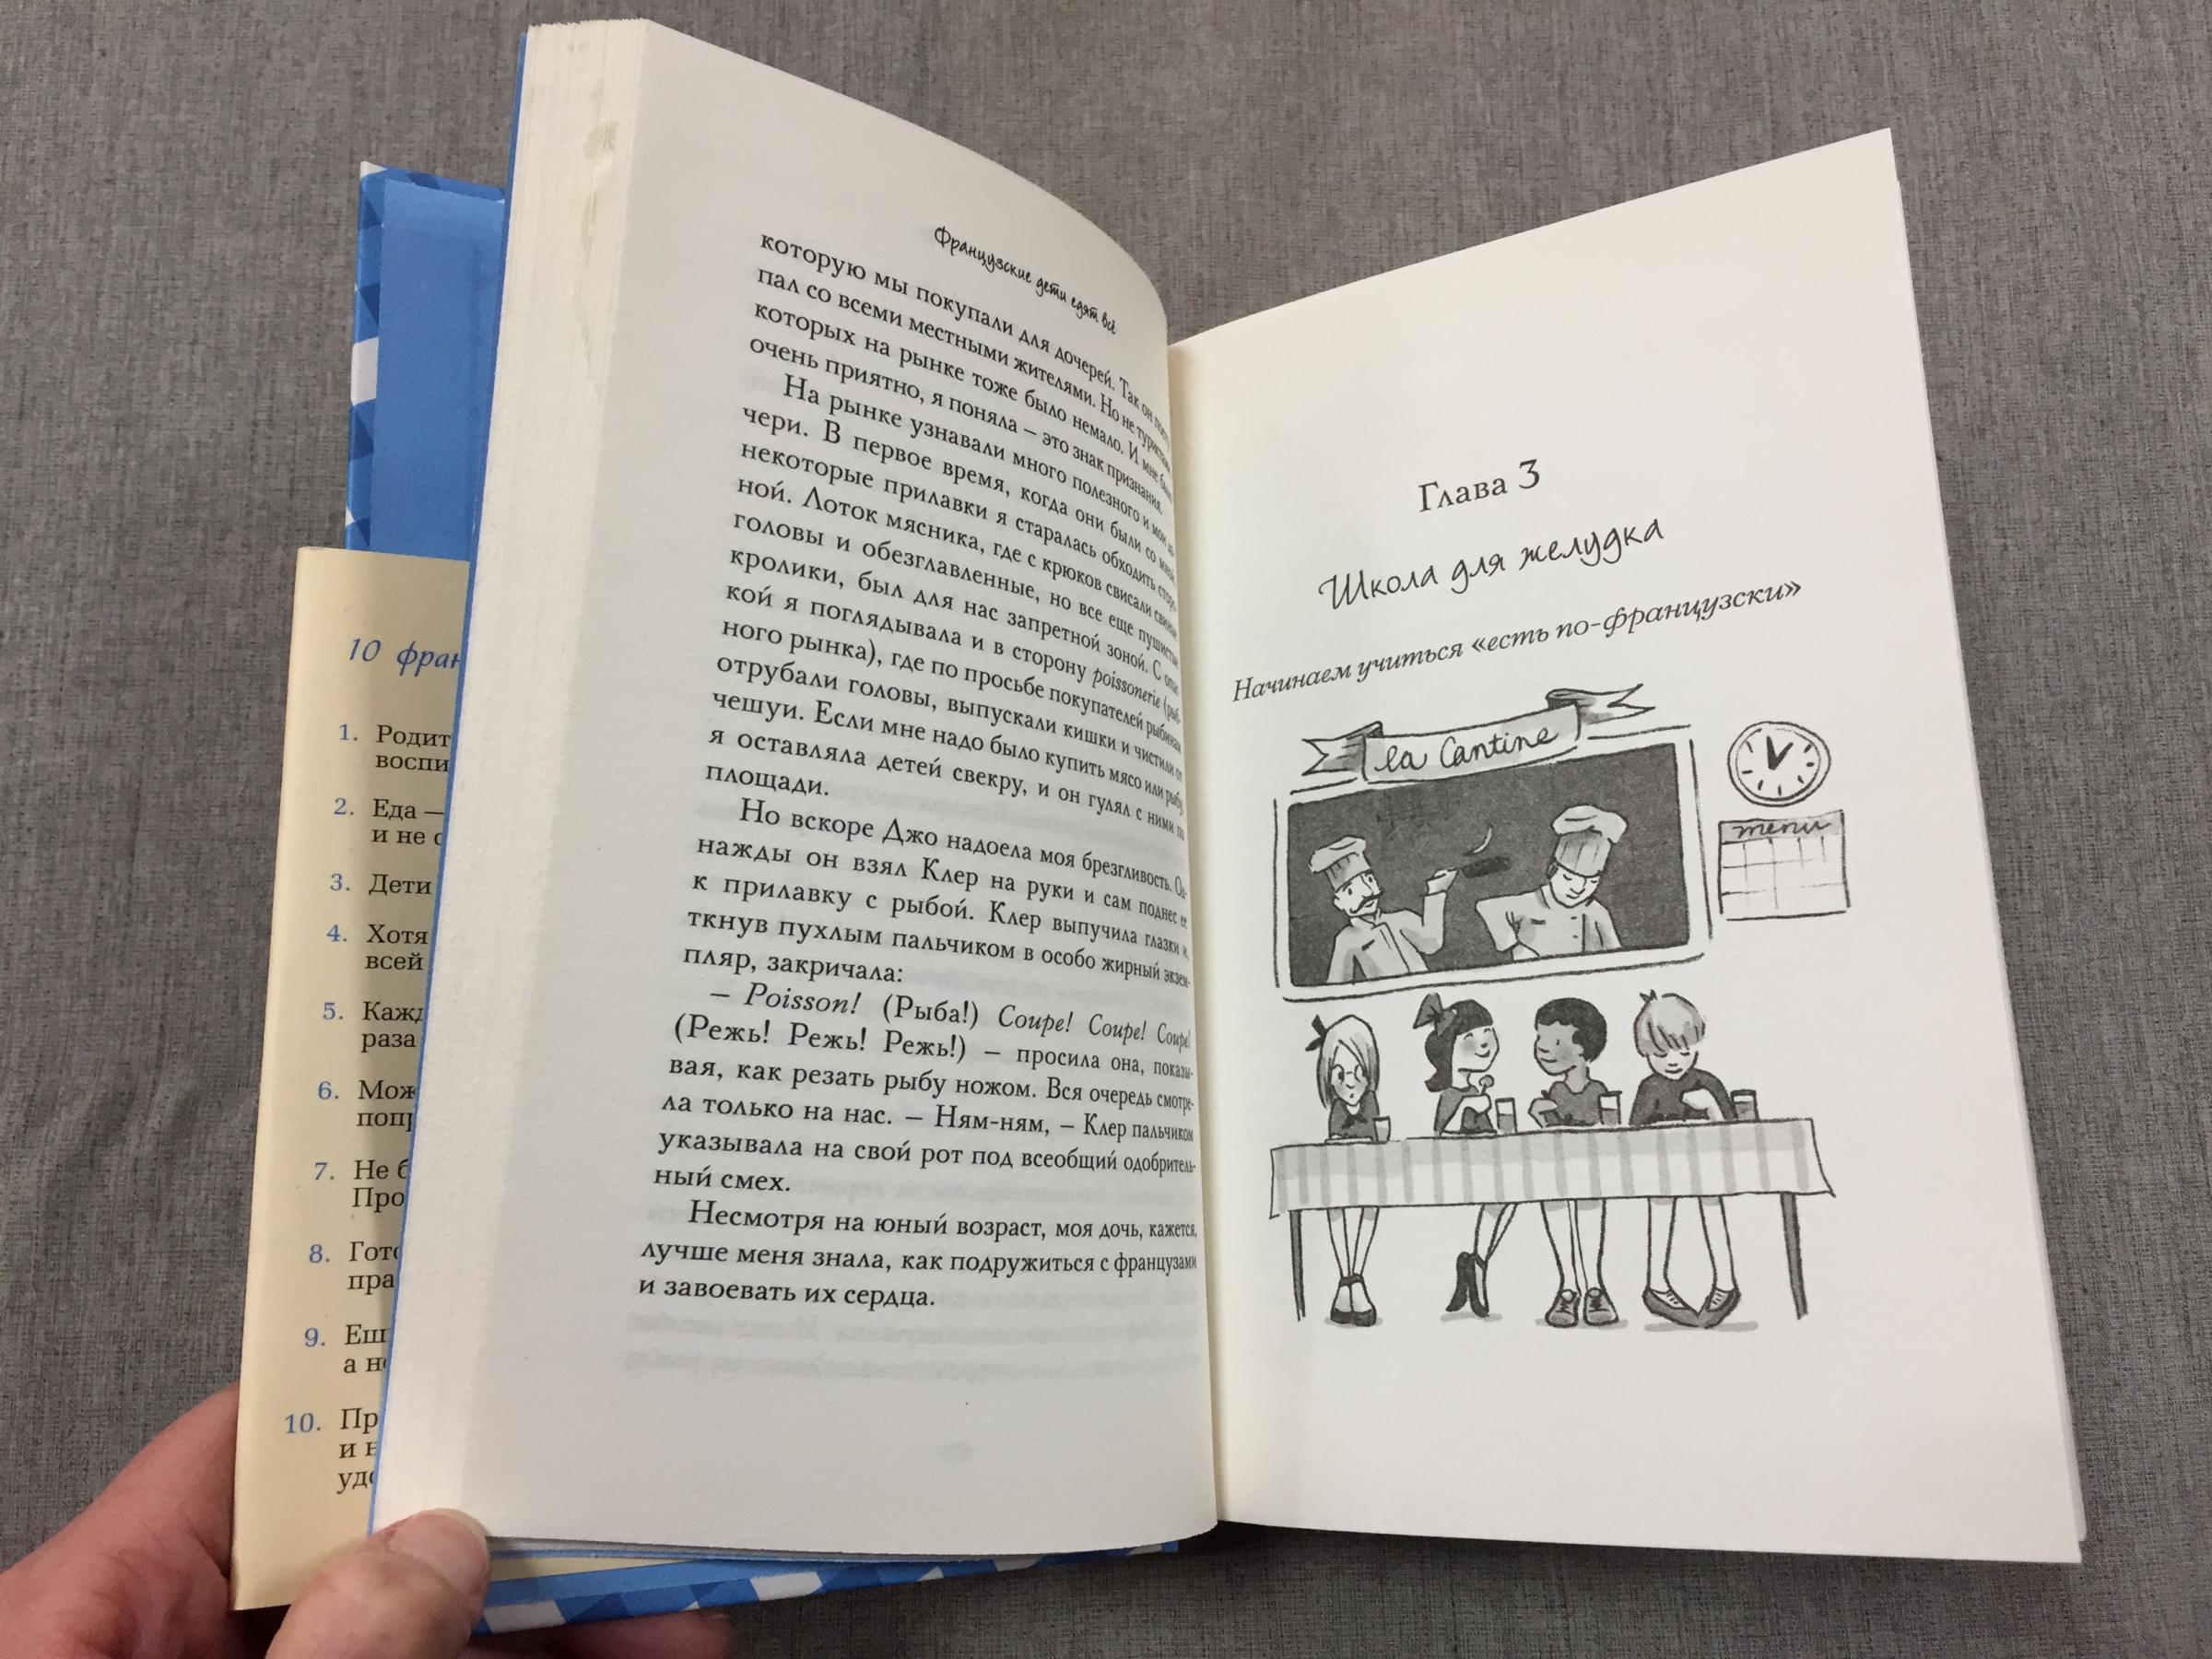 10 фран
1. Родит
воспи
2. Еда —
и не с
3. Дети
4. Хотя
всей
5. Кажд
раза
6. Мож
попр
7. Не б
Про
8. Гото
пра
9. Ещ
а не
10. Пр
и н
удо
Французские дети едят всё
которую мы покупали для дочерей. Так он посту-
пал со всеми местными жителями. Но не туристам,
которых на рынке тоже было немало. И мне было
очень приятно, я поняла – это знак признания.
На рынке узнавали много полезного и мои до-
чери. В первое время, когда они были со мной,
некоторые прилавки я старалась обходить сторо-
ной. Лоток мясника, где с крюков свисали свиные
головы и обезглавленные, но все еще пушистые
кролики, был для нас запретной зоной. С опас-
кой я поглядывала и в сторону poissonerie (рыб-
ного рынка), где по просьбе покупателей рыбинам
отрубали головы, выпускали кишки и чистили от
чешуи. Если мне надо было купить мясо или рыбу,
я оставляла детей свекру, и он гулял с ними по
площади.
Но вскоре Джо надоела моя брезгливость. Од-
нажды он взял Клер на руки и сам поднес ее
к прилавку с рыбой. Клер выпучила глазки и,
ткнув пухлым пальчиком в особо жирный экзем-
пляр, закричала:
– Poisson! (Рыба!) Coupe! Coupe! Coupe!
(Режь! Режь! Режь!) – просила она, показы-
вая, как резать рыбу ножом. Вся очередь смотре-
ла только на нас. – Ням-ням, – Клер пальчиком
указывала на свой рот под всеобщий одобритель-
ный смех.
Несмотря на юный возраст, моя дочь, кажется,
лучше меня знала, как подружиться с французами
и завоевать их сердца.
Глава 3
Школа для желудка
Начинаем учиться «есть по-французски»
la Cantine
menu